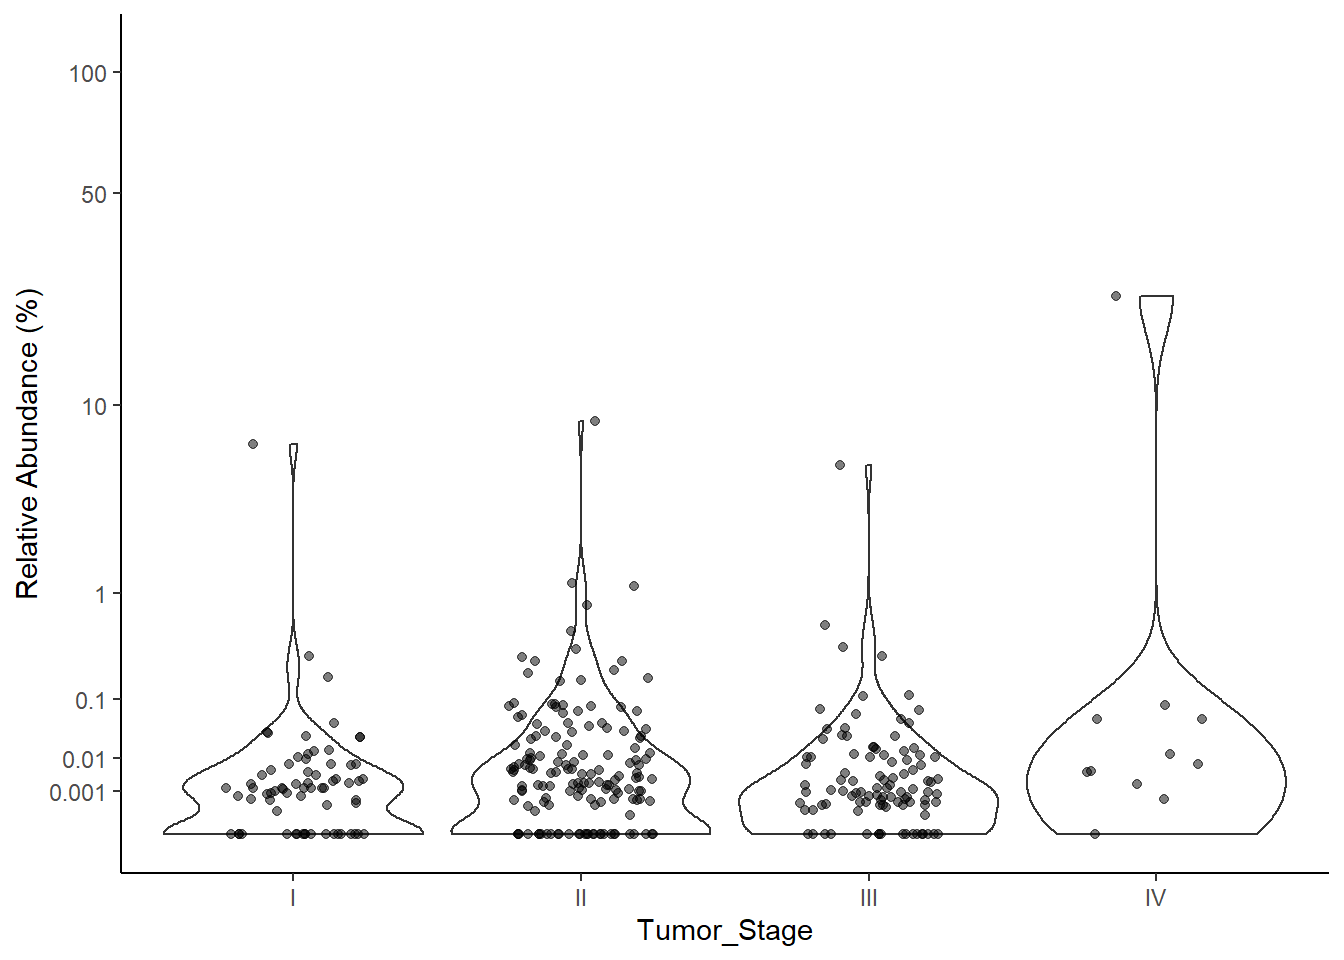 Relative Abundance (%)
100
50
10
1
0.1
0.01
0.001
I
II
III
IV
Tumor_Stage